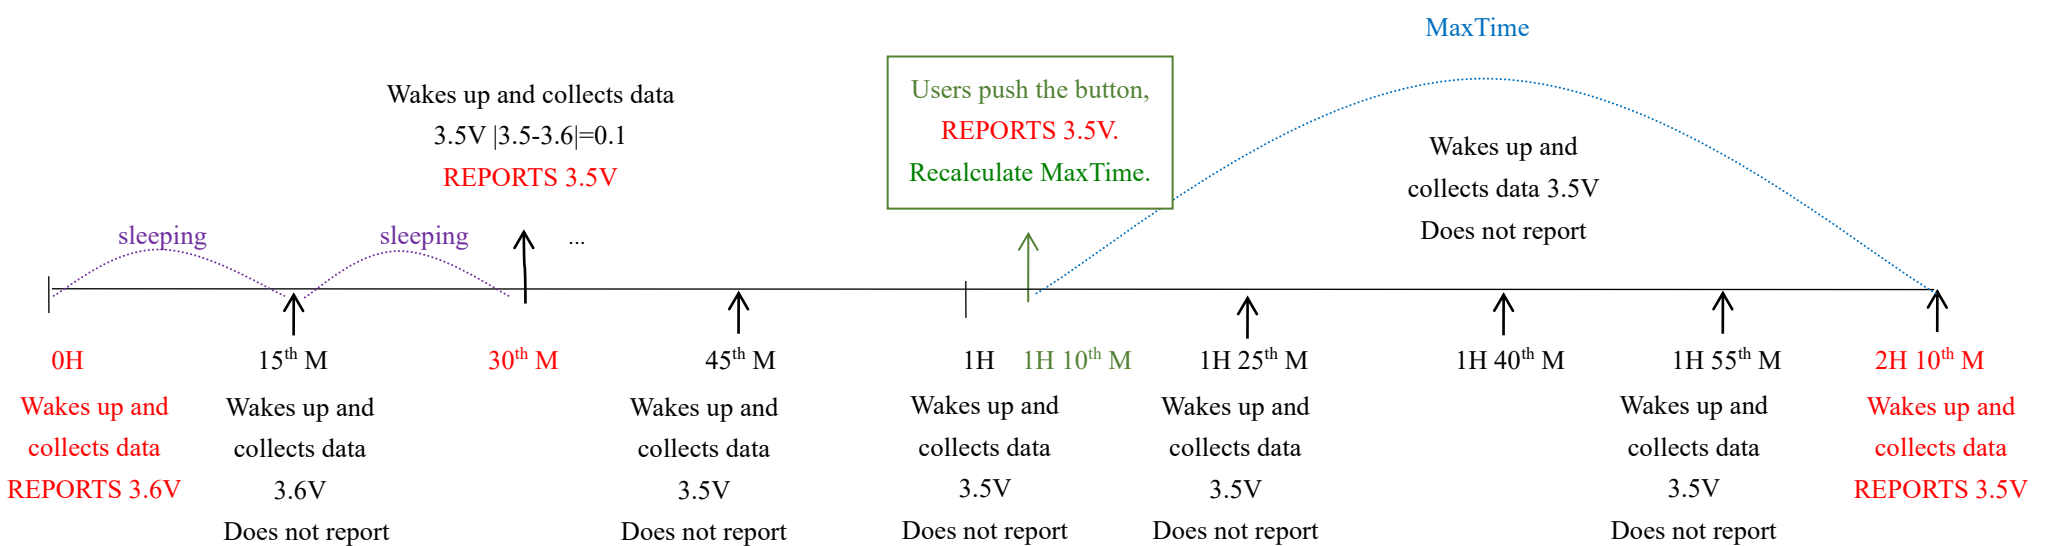 MaxTime
Wakes up and collects data
3.5V |3.5-3.6|=0.1
REPORTS 3.5V
Users push the button,
REPORTS 3.5V.
Recalculate MaxTime.
Wakes up and
collects data 3.5V
Does not report
sleeping
sleeping
...
0H
Wakes up and
collects data
REPORTS 3.6V
15th M
Wakes up and
collects data
3.6V
Does not report
30th M
45th M
Wakes up and
collects data
3.5V
Does not report
1H
Wakes up and
collects data
3.5V
Does not report
1H 10th M
1H 25th M
Wakes up and
collects data
3.5V
Does not report
1H 40th M
1H 55th M
Wakes up and
collects data
3.5V
Does not report
2H 10th M
Wakes up and
collects data
REPORTS 3.5V